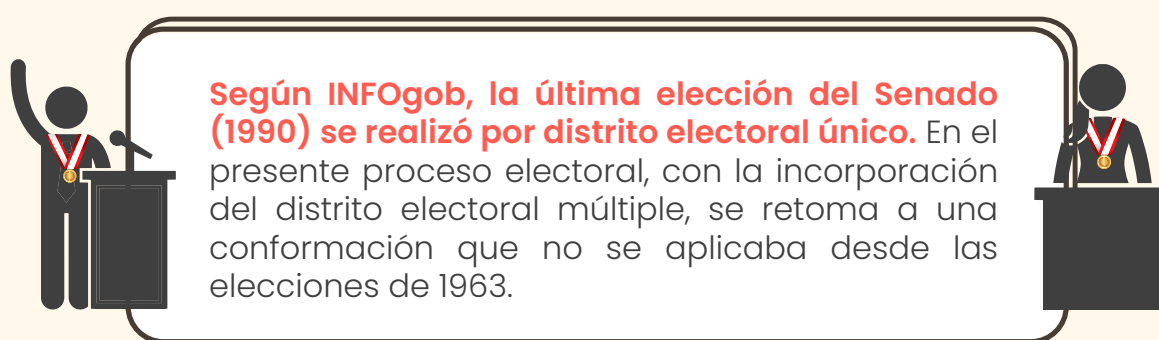 Según INFOgob, la última elección del Senado
(1990) se realizó por distrito electoral único. En el
presente proceso electoral, con la incorporación
del distrito electoral múltiple, se retoma a una
conformación que no se aplicaba desde las
elecciones de 1963.